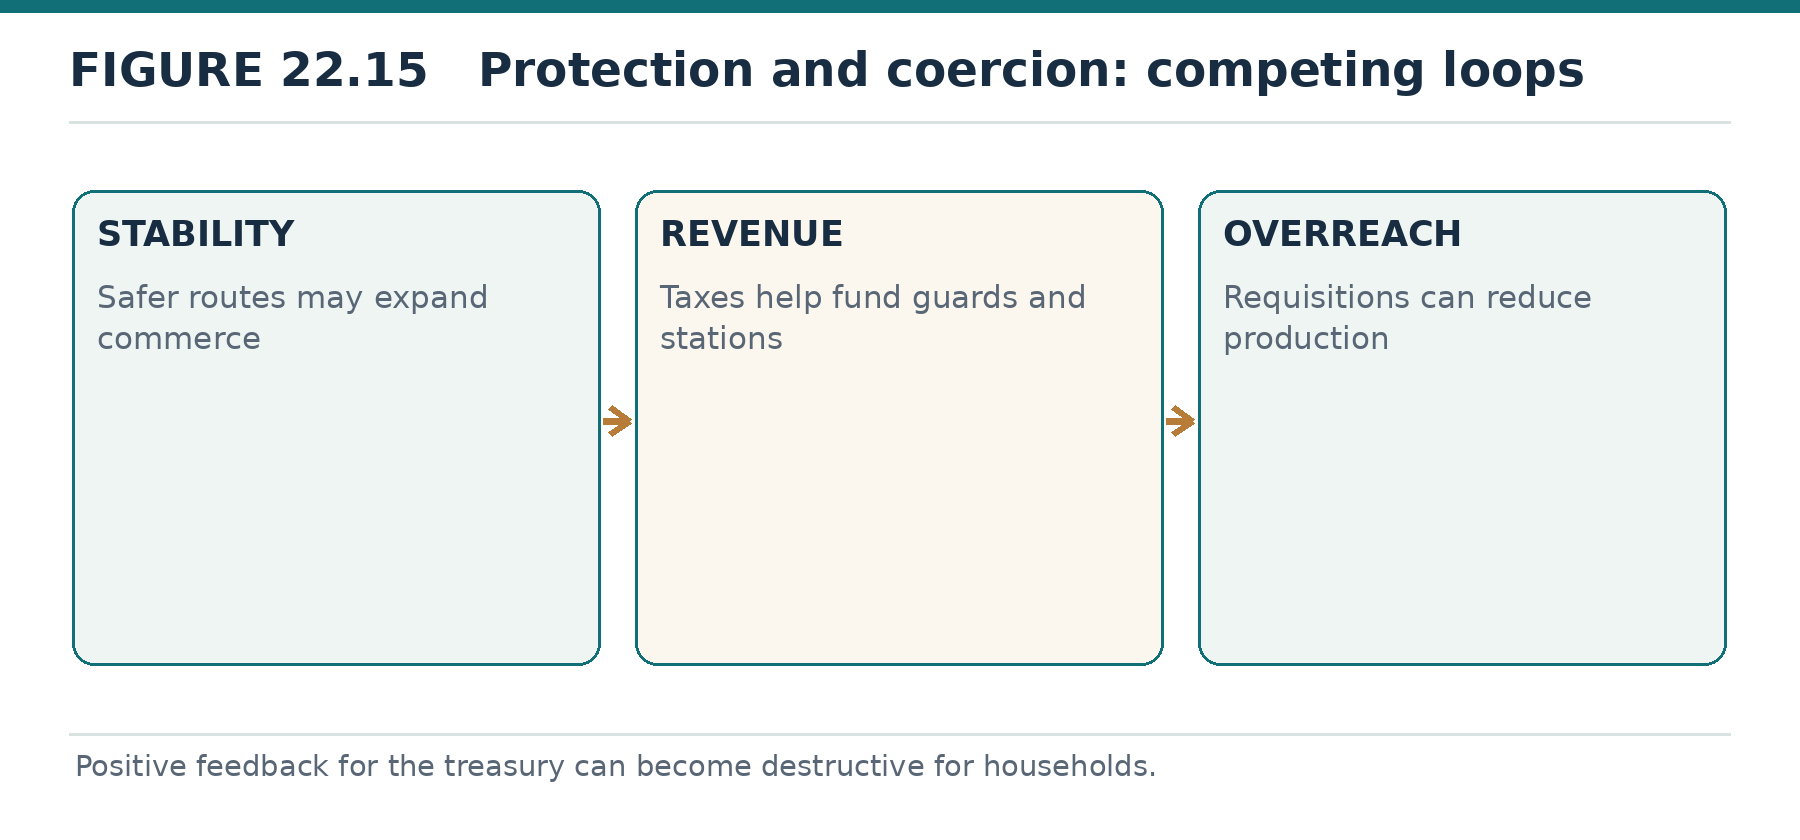 FIGURE 22.15 Protection and coercion: competing loops
STABILITY
Safer routes may expand
commerce
REVENUE
Taxes help fund guards and
stations
OVERREACH
Requisitions can reduce
production
Positive feedback for the treasury can become destructive for households.